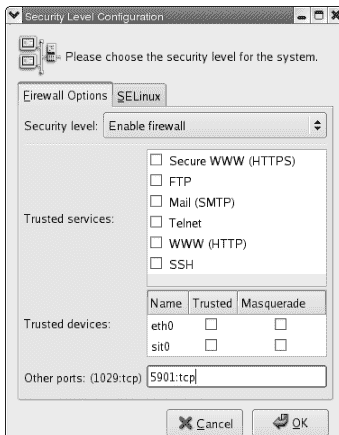 Security Level Configuration
Please choose the security level for the system.
Firewall Options SELinux
Security level: Enable firewall
Trusted services:
Secure WWW (HTTPS)
FTP
Mail (SMTP)
Telnet
WWW (HTTP)
SSH
Trusted devices:
Name Trusted Masquerade
eth0
sit0
Other ports: (1029:tcp) 5901:tcp
Cancel OK